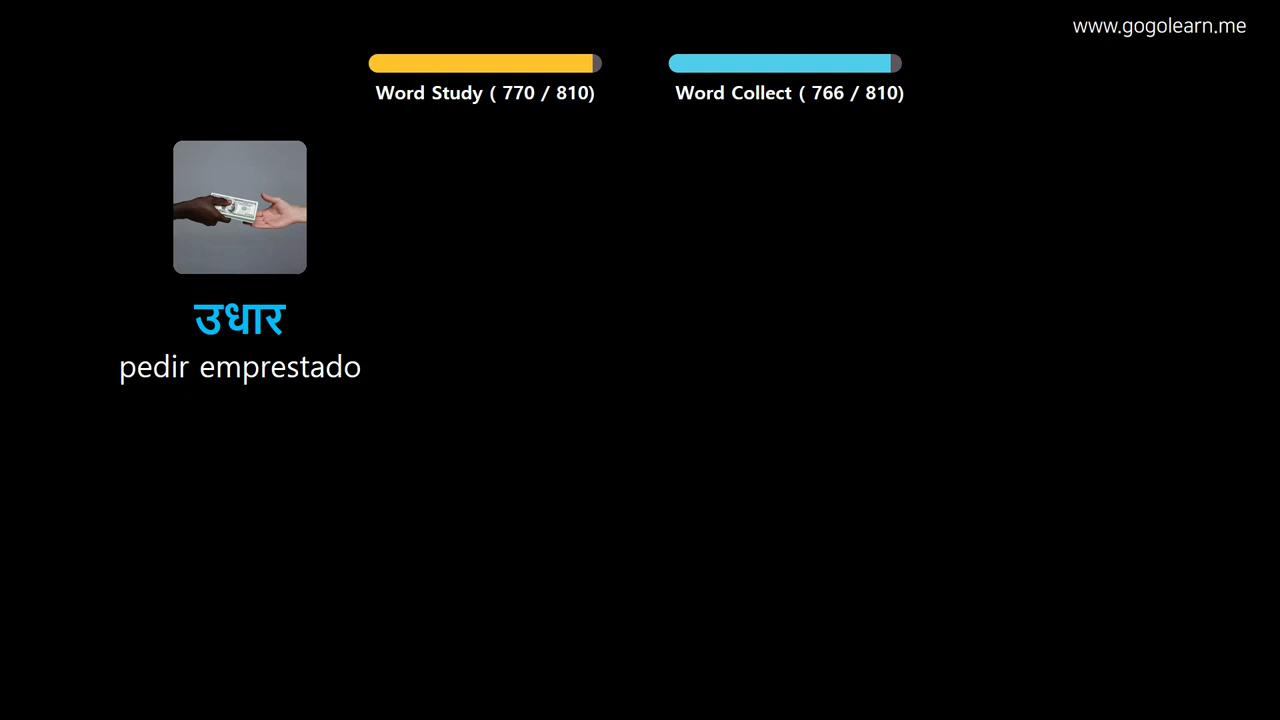 www.gogolearn.me
Word Study ( 770 / 810)
Word Collect ( 766 / 810)
उधार
pedir emprestado